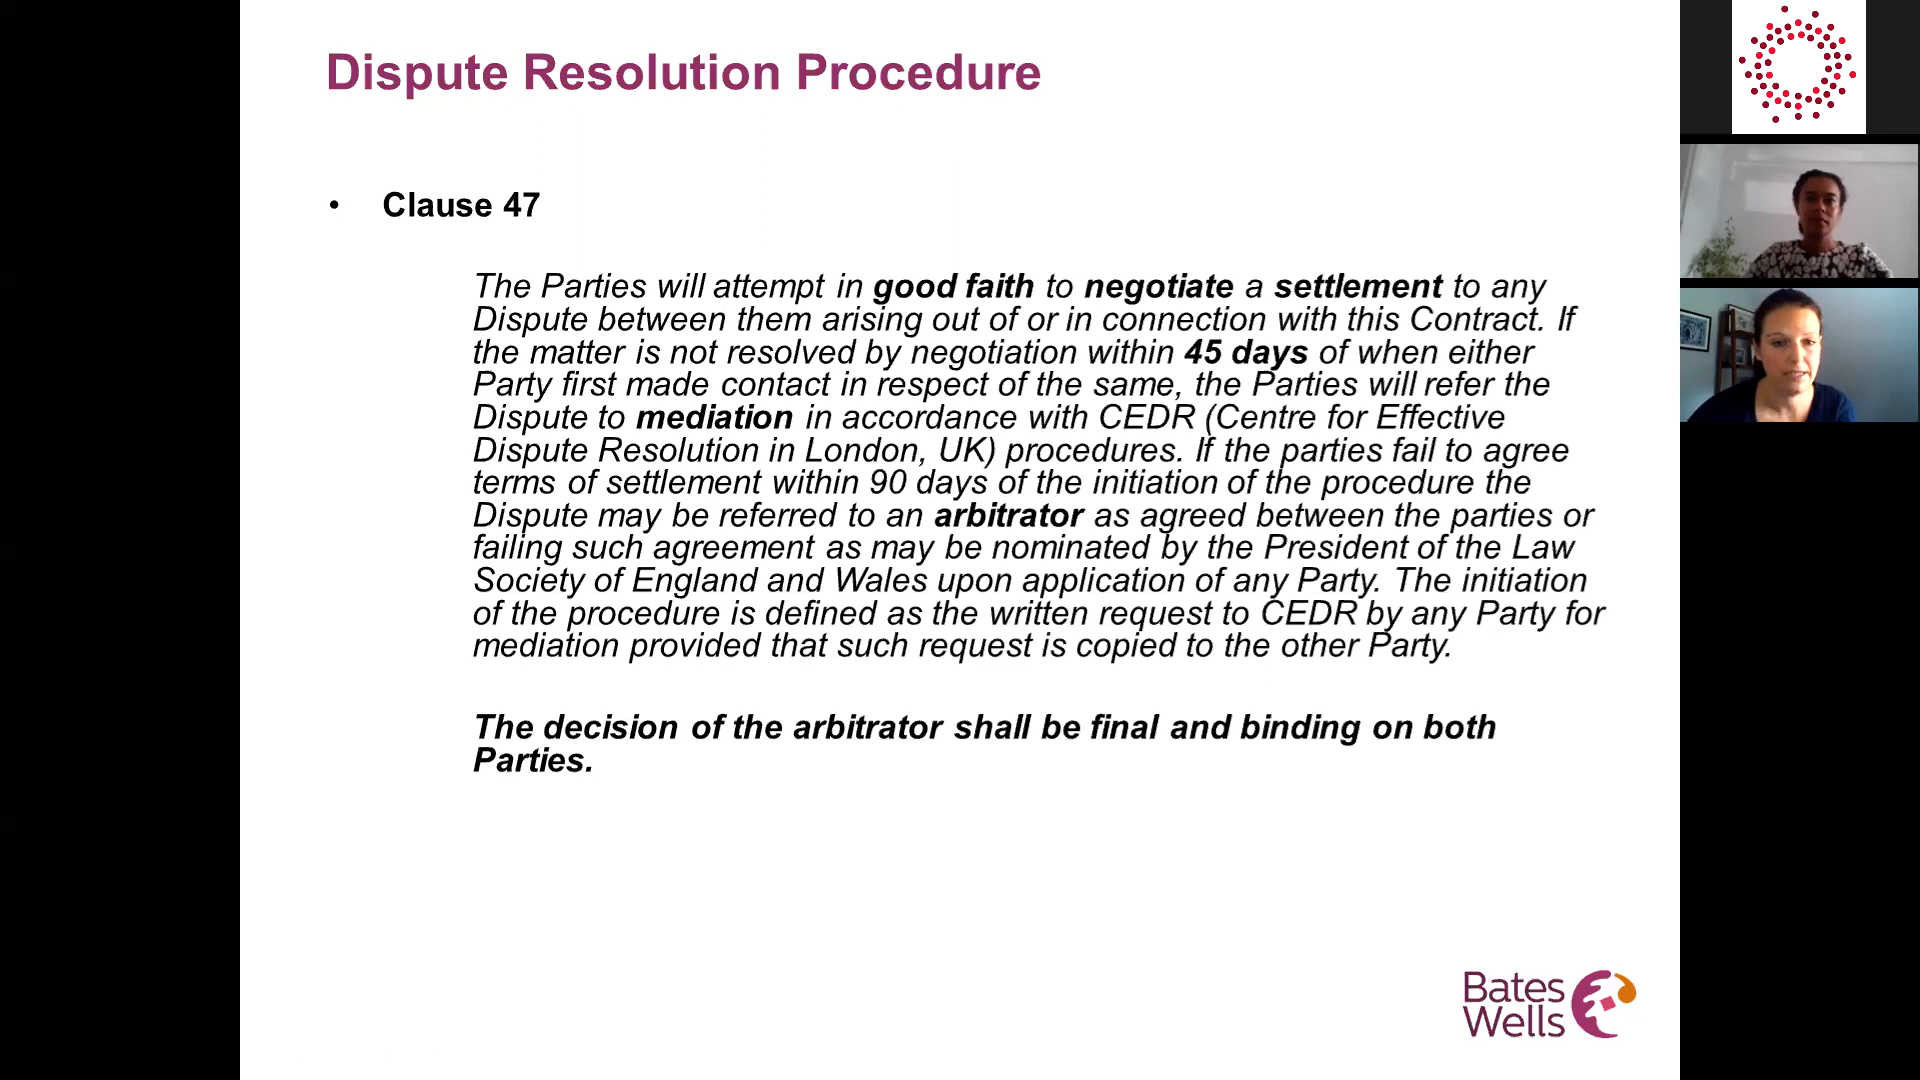 Dispute Resolution Procedure
• Clause 47
The Parties will attempt in good faith to negotiate a settlement to any
Dispute between them arising out of or in connection with this Contract. If
the matter is not resolved by negotiation within 45 days of when either
Party first made contact in respect of the same, the Parties will refer the
Dispute to mediation in accordance with CEDR (Centre for Effective
Dispute Resolution in London, UK) procedures. If the parties fail to agree
terms of settlement within 90 days of the initiation of the procedure the
Dispute may be referred to an arbitrator as agreed between the parties or
failing such agreement as may be nominated by the President of the Law
Society of England and Wales upon application of any Party. The initiation
of the procedure is defined as the written request to CEDR by any Party for
mediation provided that such request is copied to the other Party.
The decision of the arbitrator shall be final and binding on both
Parties.
Bates
Wells